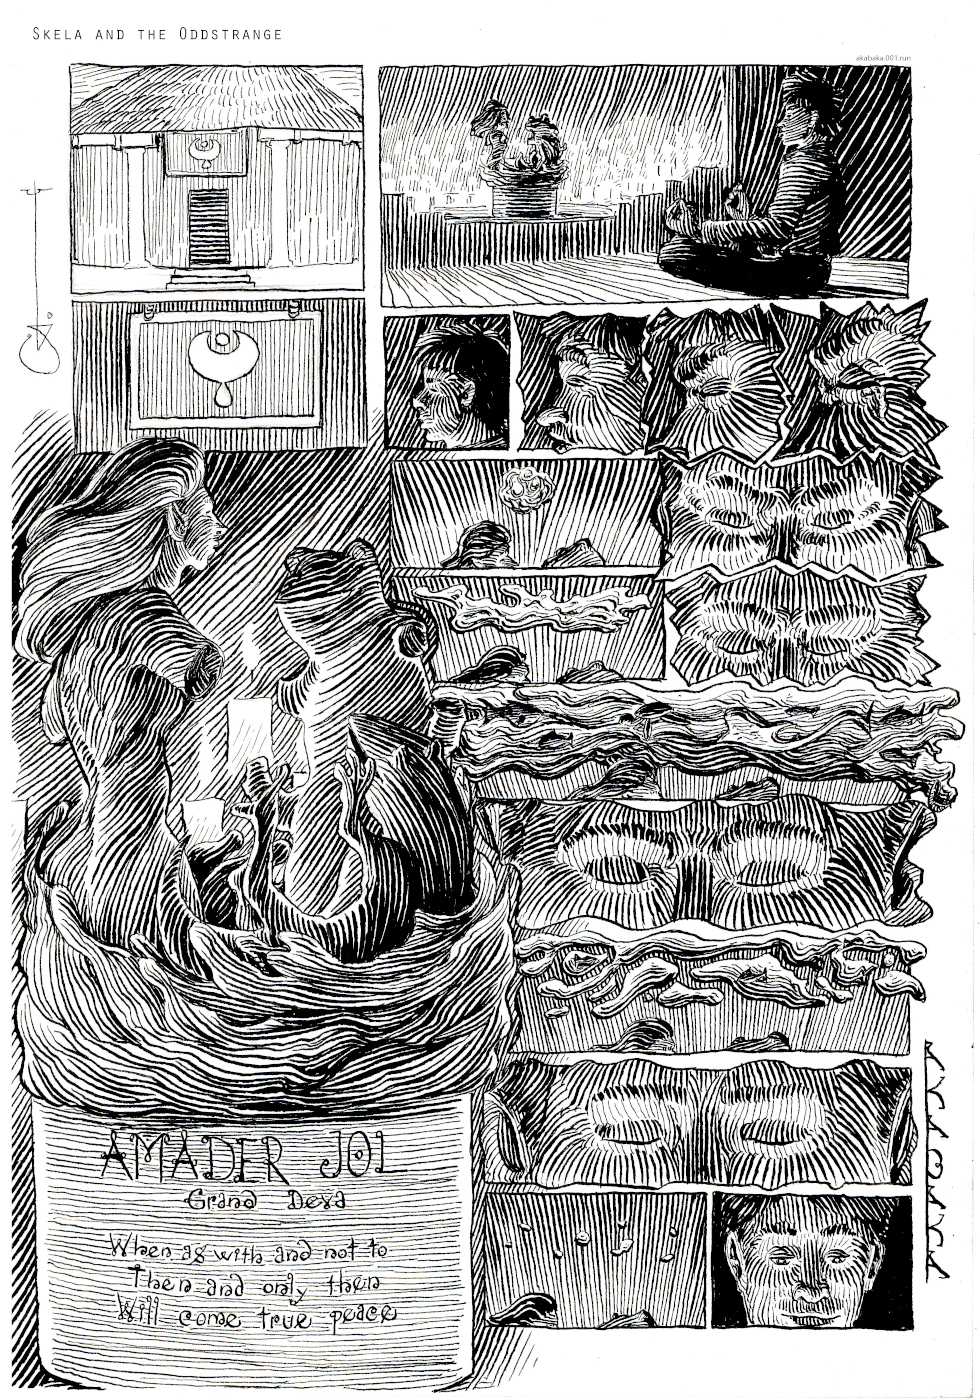 SKELA AND THE ODDSTRANGE
akabaka.001.run
AMADER JOL
Grand Deva
When as with and not to
Then and only then
Will come true peace